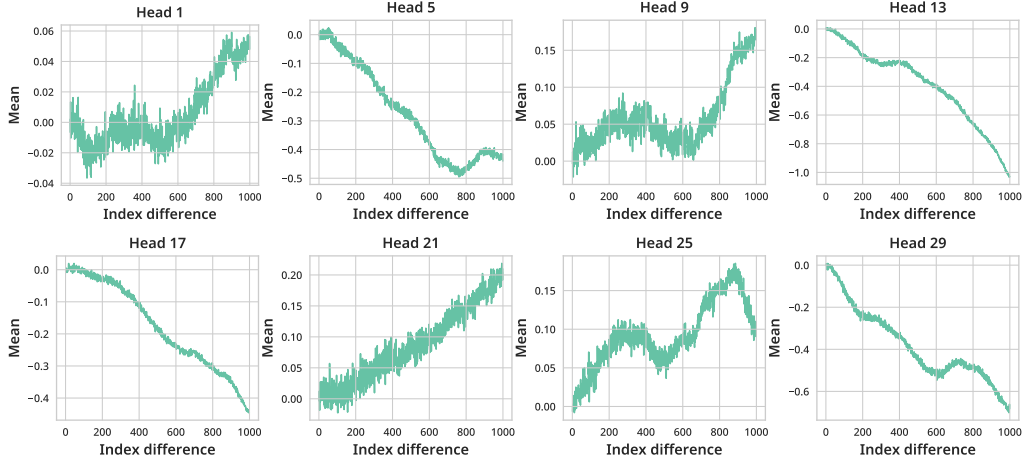 Head 1
Head 5
Head 9
Head 13
0.06
0.04
0.02
0.00
−0.02
−0.04
0.0
−0.1
−0.2
−0.3
−0.4
−0.5
0.15
0.10
0.05
0.00
0.0
−0.2
−0.4
−0.6
−0.8
−1.0
Mean
Mean
Mean
Mean
0 200 400 600 800 1000
0 200 400 600 800 1000
0 200 400 600 800 1000
0 200 400 600 800 1000
Index difference
Index difference
Index difference
Index difference
Head 17
Head 21
Head 25
Head 29
0.0
−0.1
−0.2
−0.3
−0.4
0.20
0.15
0.10
0.05
0.00
0.15
0.10
0.05
0.00
0.0
−0.2
−0.4
−0.6
Mean
Mean
Mean
Mean
0 200 400 600 800 1000
0 200 400 600 800 1000
0 200 400 600 800 1000
0 200 400 600 800 1000
Index difference
Index difference
Index difference
Index difference